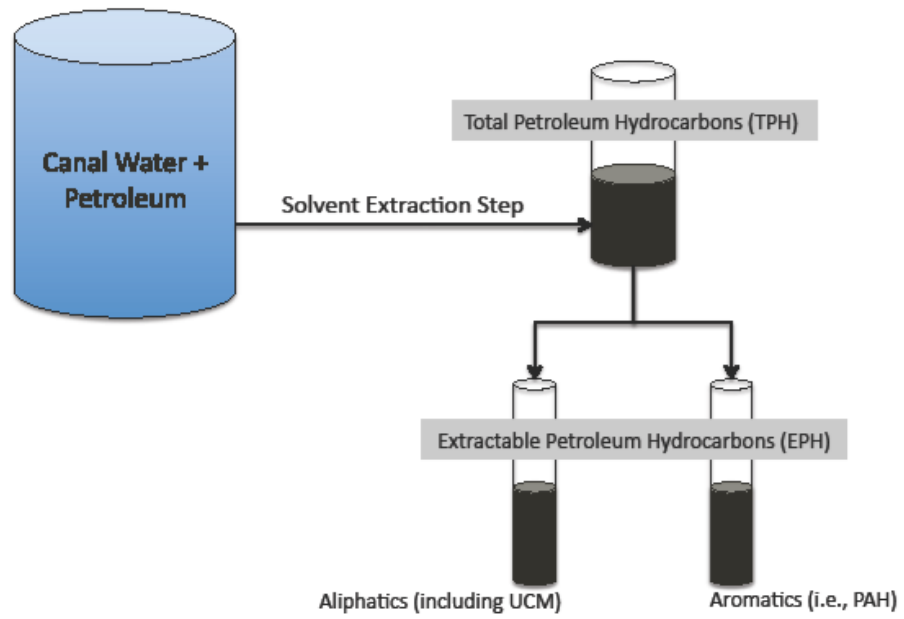 Canal Water +
Petroleum
Solvent Extraction Step
Total Petroleum Hydrocarbons (TPH)
Extractable Petroleum Hydrocarbons (EPH)
Aliphatics (including UCM)
Aromatics (i.e., PAH)